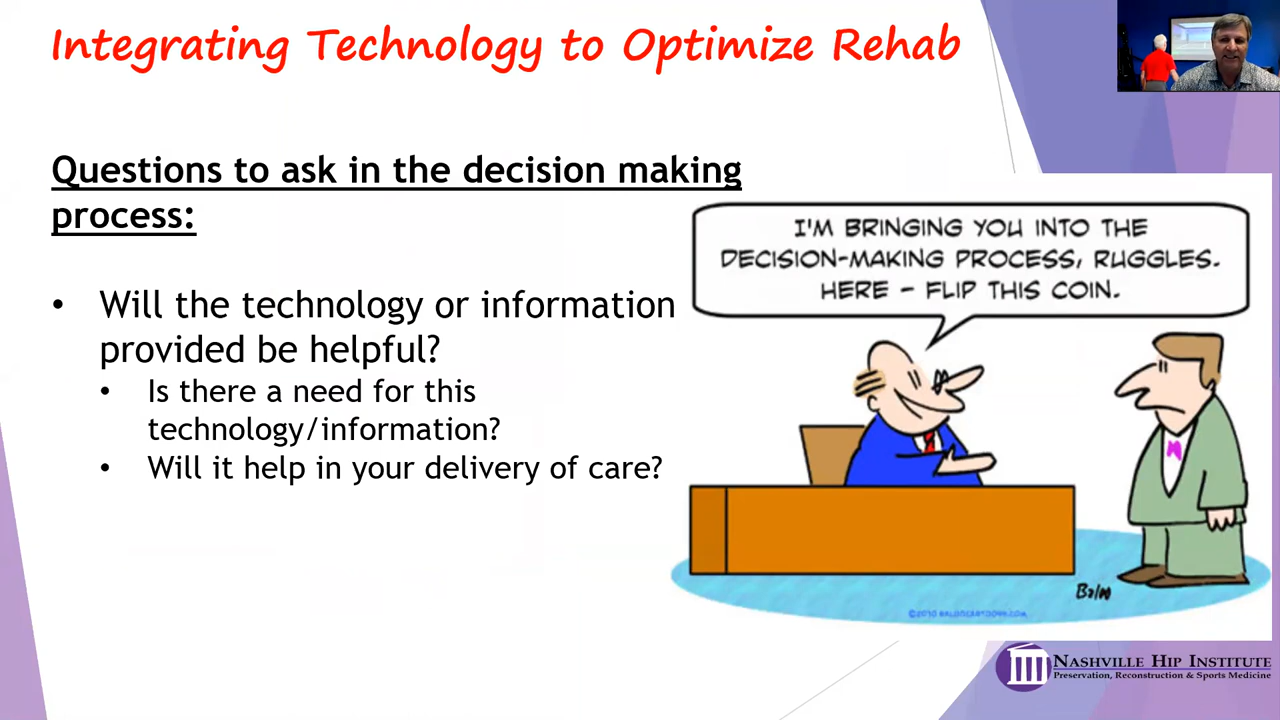 Integrating Technology to Optimize Rehab
Questions to ask in the decision making
process:
• Will the technology or information
provided be helpful?
• Is there a need for this
technology/information?
• Will it help in your delivery of care?
I'M BRINGING YOU INTO THE
DECISION-MAKING PROCESS, RUGGLES.
HERE – FLIP THIS COIN.
NASHVILLE HIP INSTITUTE
Preservation, Reconstruction & Sports Medicine